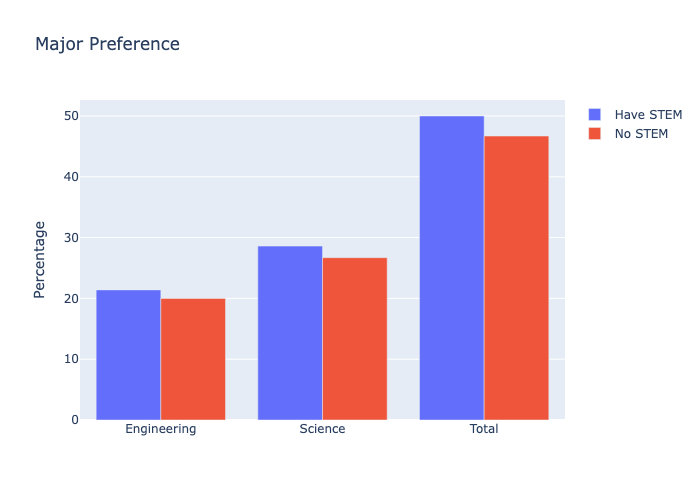 Major Preference
Have STEM
No STEM
Percentage
50
40
30
20
10
0
Engineering
Science
Total